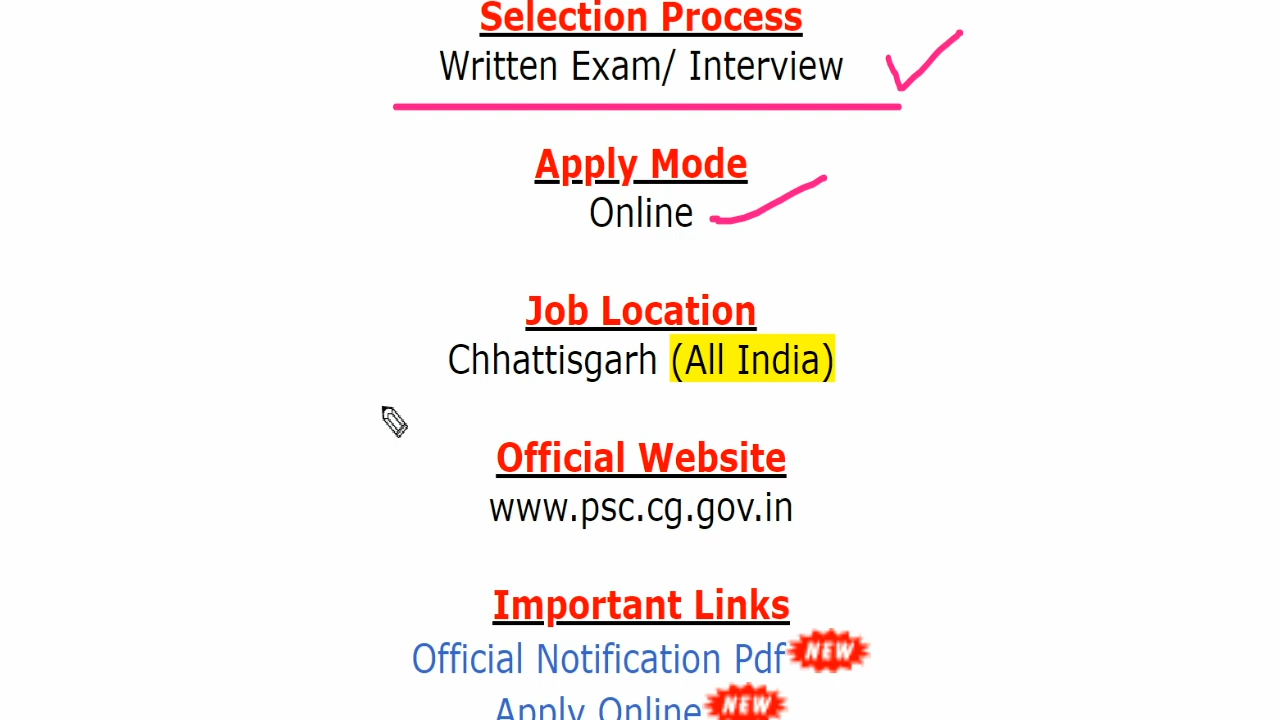 Selection Process
Written Exam/ Interview
Apply Mode
Online
Job Location
Chhattisgarh (All India)
Official Website
www.psc.cg.gov.in
Important Links
Official Notification Pdf NEW
Apply Online NEW